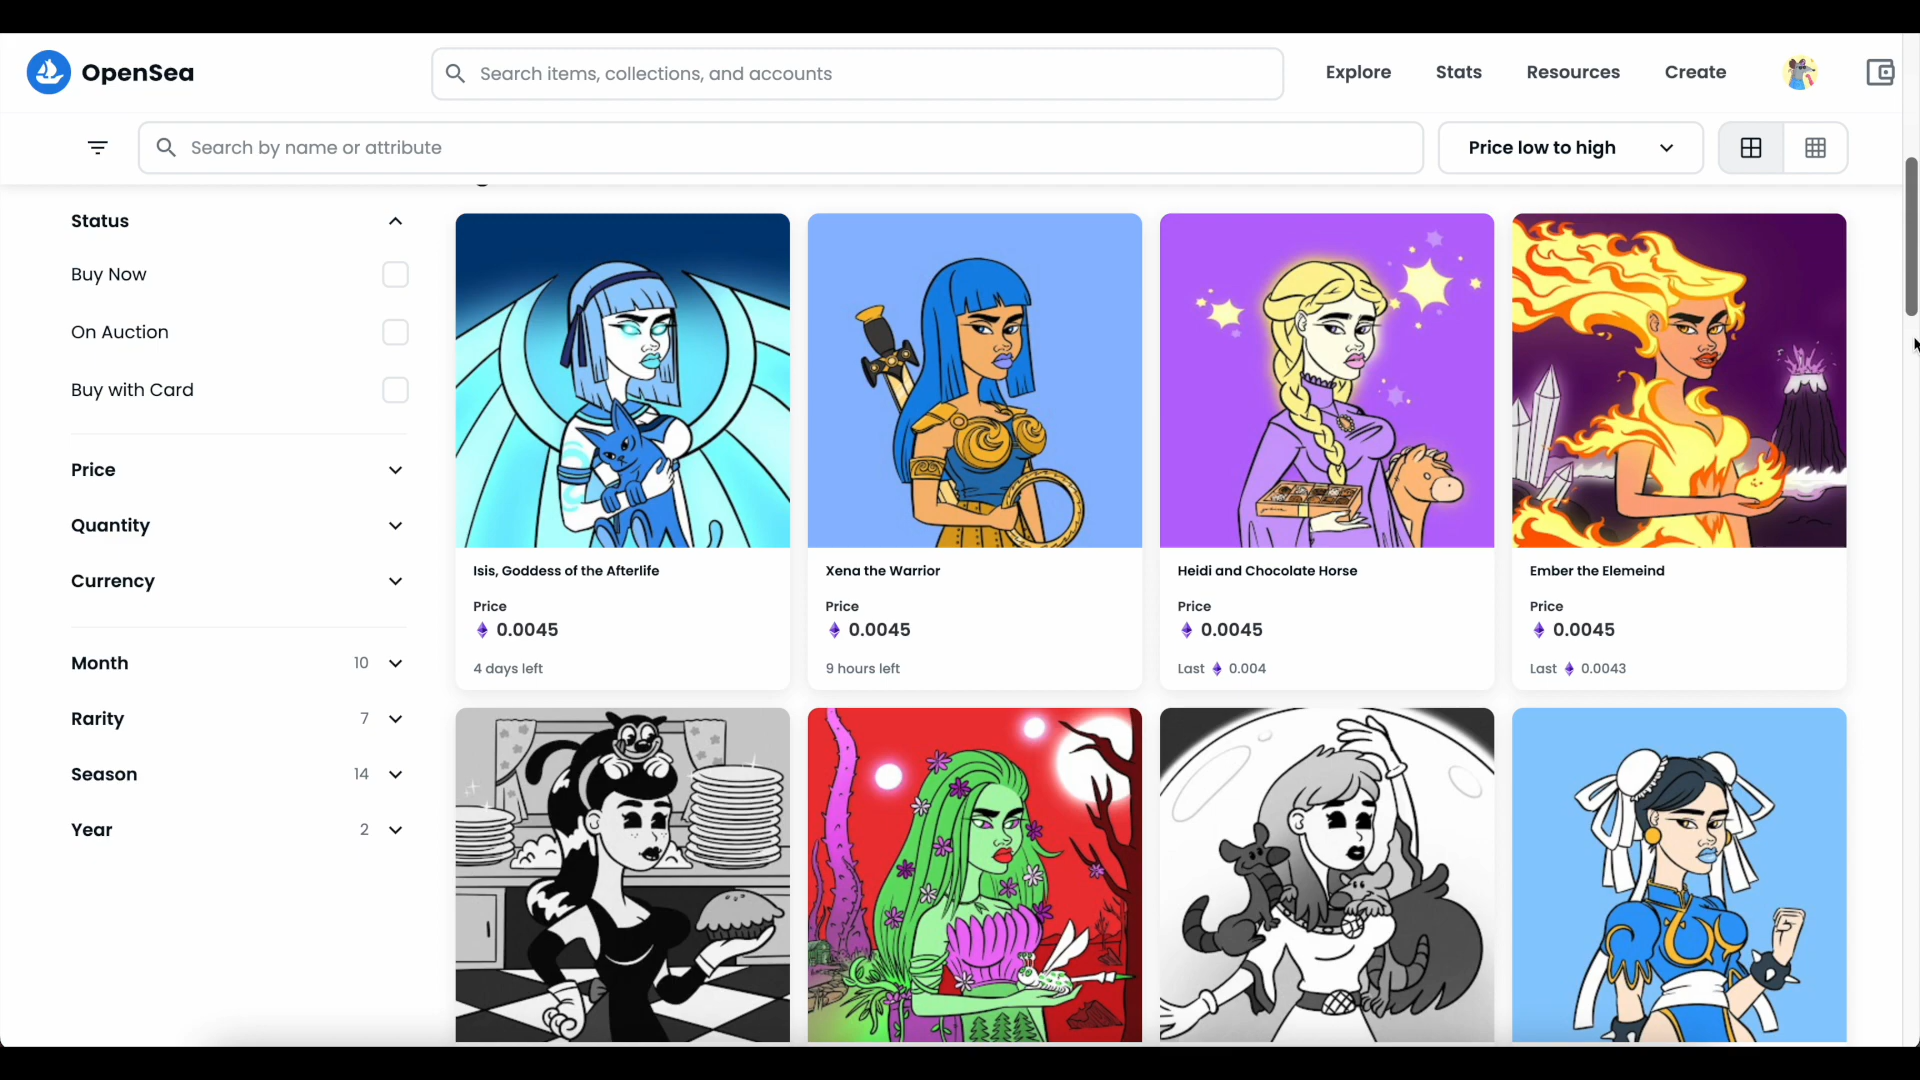 OpenSea
Search items, collections, and accounts
Explore
Stats
Resources
Create
Search by name or attribute
Price low to high
Status
Buy Now
On Auction
Buy with Card
Price
Quantity
Currency
Month 10
Rarity 7
Season 14
Year 2
Isis, Goddess of the Afterlife
Price
0.0045
4 days left
Xena the Warrior
Price
0.0045
9 hours left
Heidi and Chocolate Horse
Price
0.0045
Last 0.004
Ember the Elemeind
Price
0.0045
Last 0.0043